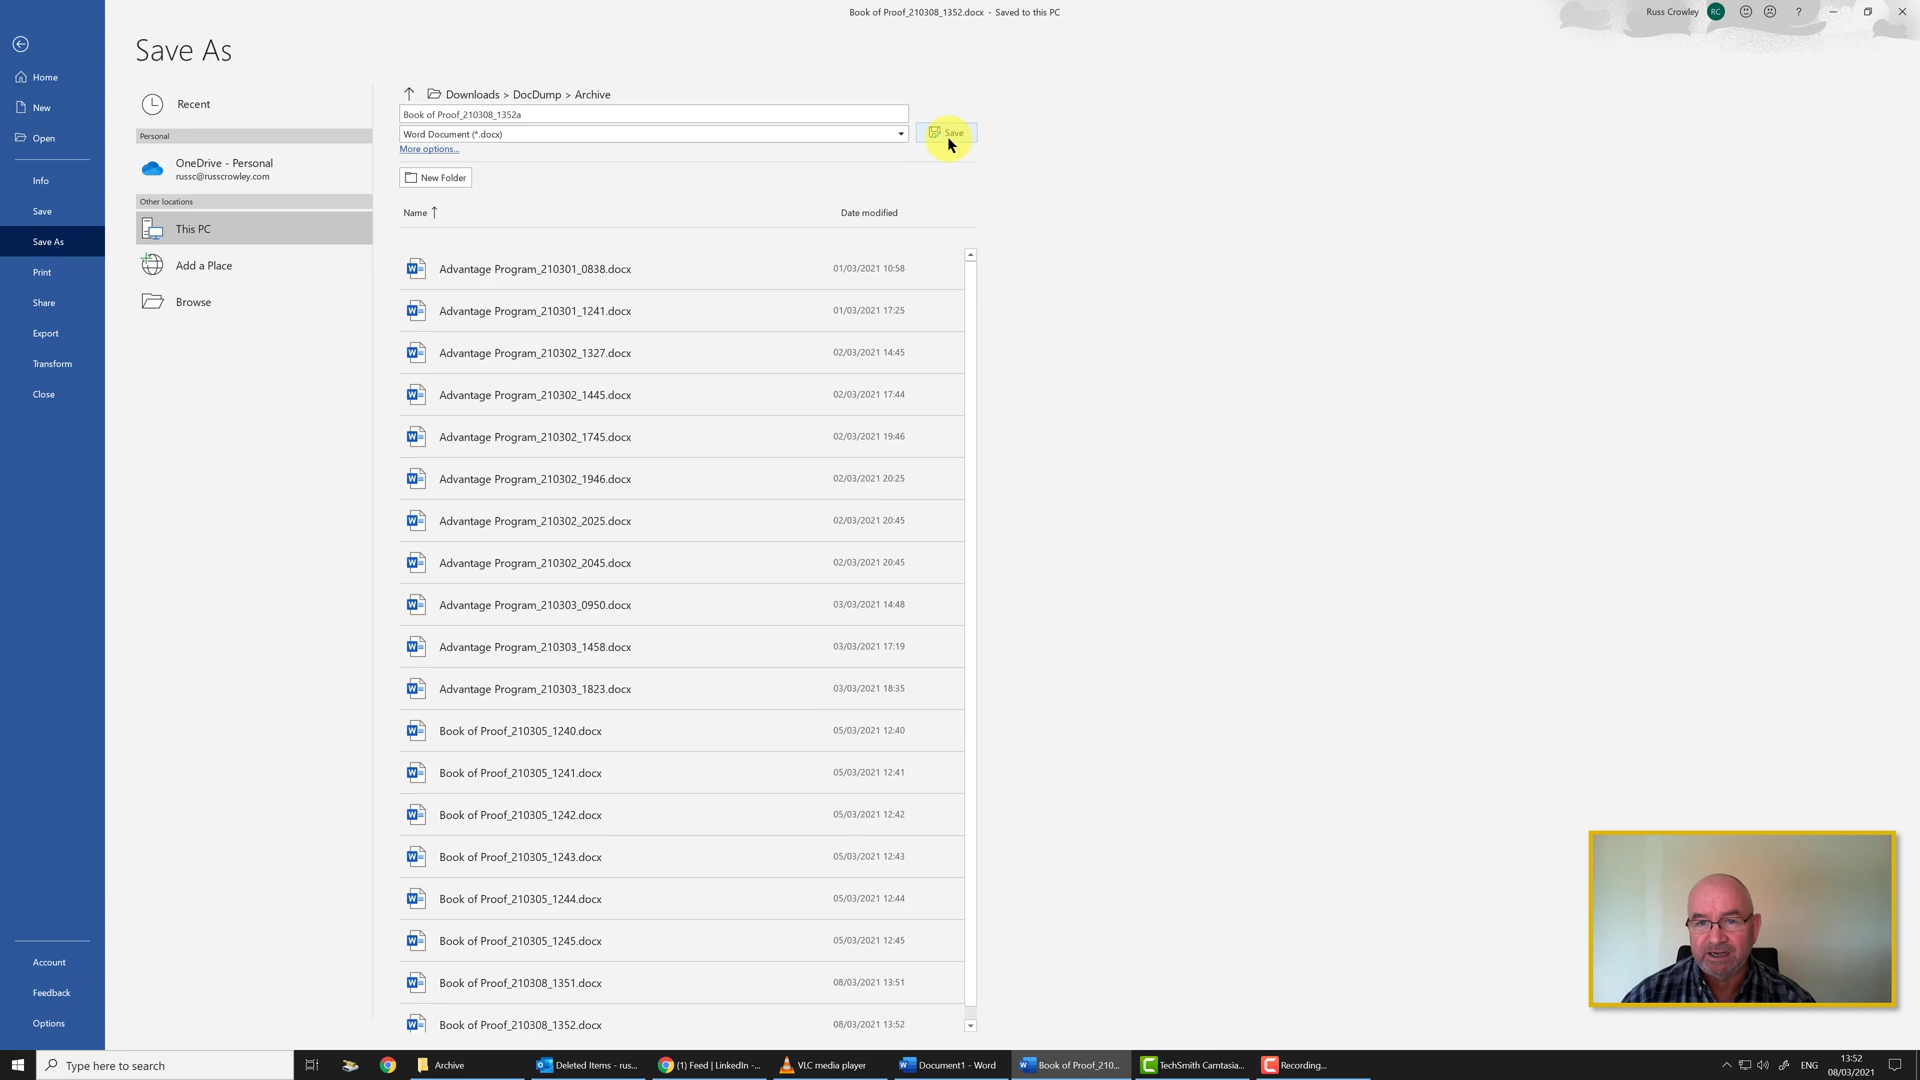 Book of Proof_210308_1352.docx - Saved to this PC
Russ Crowley
RC
?
Save As
Home
New
Open
Info
Save
Save As
Print
Share
Export
Transform
Close
Account
Feedback
Options
Recent
Personal
OneDrive - Personal
russc@russcrowley.com
Other locations
This PC
Add a Place
Browse
Downloads > DocDump > Archive
Book of Proof_210308_1352a
Word Document (*.docx)
Save
More options...
New Folder
Name Date modified
Advantage Program_210301_0838.docx 01/03/2021 10:58
Advantage Program_210301_1241.docx 01/03/2021 17:25
Advantage Program_210302_1327.docx 02/03/2021 14:45
Advantage Program_210302_1445.docx 02/03/2021 17:44
Advantage Program_210302_1745.docx 02/03/2021 19:46
Advantage Program_210302_1946.docx 02/03/2021 20:25
Advantage Program_210302_2025.docx 02/03/2021 20:45
Advantage Program_210302_2045.docx 02/03/2021 20:45
Advantage Program_210303_0950.docx 03/03/2021 14:48
Advantage Program_210303_1458.docx 03/03/2021 17:19
Advantage Program_210303_1823.docx 03/03/2021 18:35
Book of Proof_210305_1240.docx 05/03/2021 12:40
Book of Proof_210305_1241.docx 05/03/2021 12:41
Book of Proof_210305_1242.docx 05/03/2021 12:42
Book of Proof_210305_1243.docx 05/03/2021 12:43
Book of Proof_210305_1244.docx 05/03/2021 12:44
Book of Proof_210305_1245.docx 05/03/2021 12:45
Book of Proof_210308_1351.docx 08/03/2021 13:51
Book of Proof_210308_1352.docx 08/03/2021 13:52
Type here to search
Archive
Deleted Items - rus...
(1) Feed | LinkedIn -...
VLC media player
Document1 - Word
Book of Proof_210...
TechSmith Camtasia...
Recording...
ENG
13:52
08/03/2021